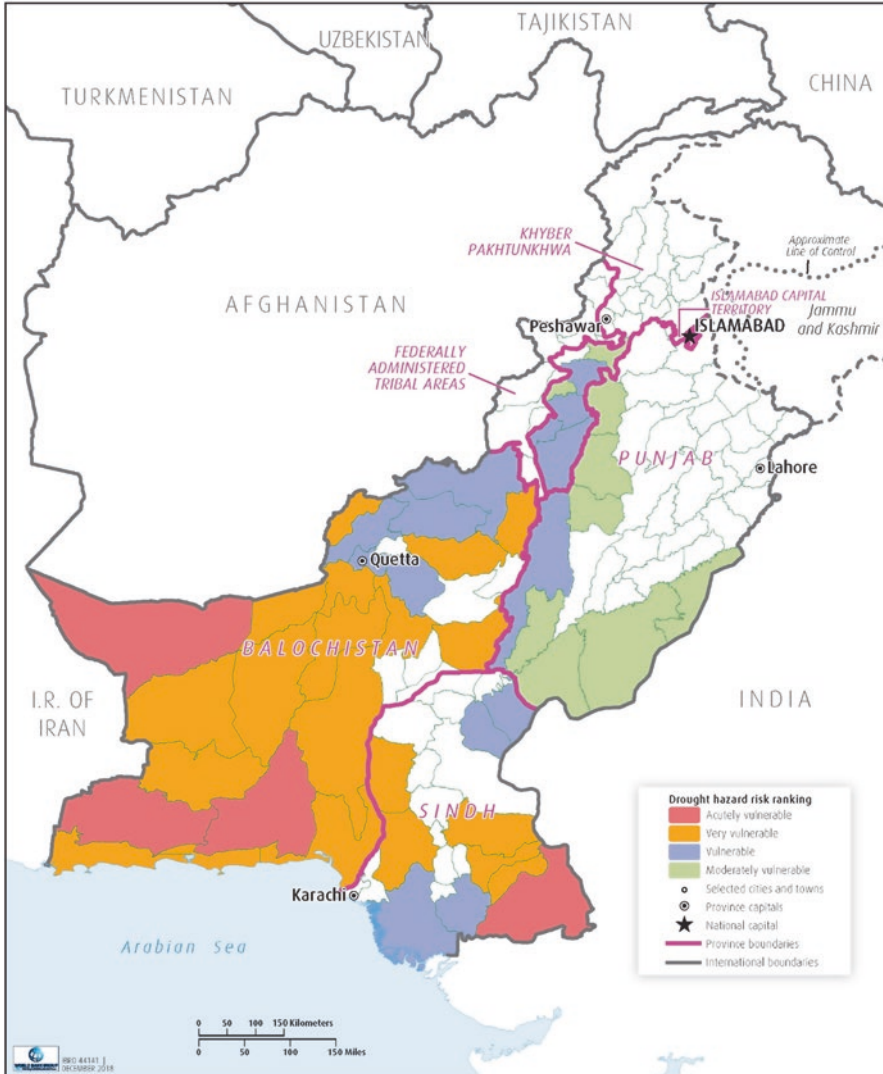 UZBEKISTAN
TAJIKISTAN
TURKMENISTAN
CHINA
KHYBER
PAKHTUNKHWA
Approximate
Line of Control
AFGHANISTAN
ISLAMABAD CAPITAL
TERRITORY
Peshawar
ISLAMABAD
Jammu
and Kashmir
FEDERALLY
ADMINISTERED
TRIBAL AREAS
PUNJAB
Lahore
Quetta
BALOCHISTAN
I.R. OF
IRAN
INDIA
SINDH
Karachi
Arabian Sea
Drought hazard risk ranking
Acutely vulnerable
Very vulnerable
Vulnerable
Moderately vulnerable
Selected cities and towns
Province capitals
National capital
Province boundaries
International boundaries
0 50 100 150 Kilometers
0 50 100 150 Miles
DECEMBER 2018